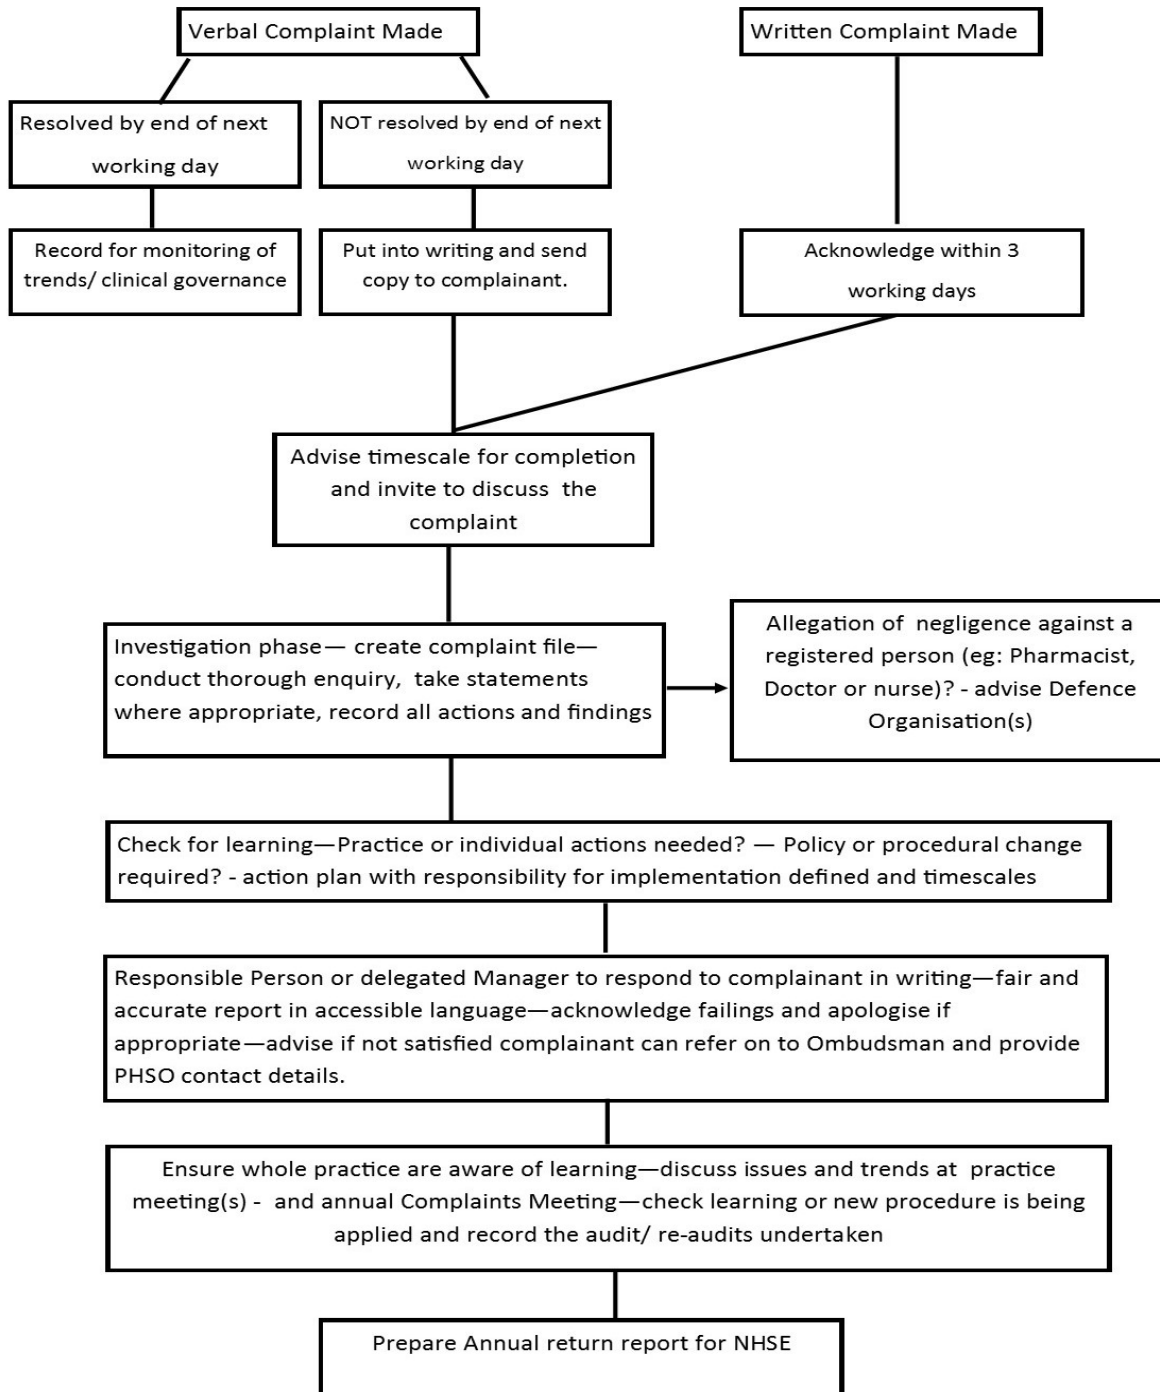 Verbal Complaint Made
Written Complaint Made
Resolved by end of next
working day
NOT resolved by end of next
working day
Record for monitoring of
trends/ clinical governance
Put into writing and send
copy to complainant.
Acknowledge within 3
working days
Advise timescale for completion
and invite to discuss the
complaint
Investigation phase— create complaint file—
conduct thorough enquiry, take statements
where appropriate, record all actions and findings
Allegation of negligence against a
registered person (eg: Pharmacist,
Doctor or nurse)? - advise Defence
Organisation(s)
Check for learning—Practice or individual actions needed? — Policy or procedural change
required? - action plan with responsibility for implementation defined and timescales
Responsible Person or delegated Manager to respond to complainant in writing—fair and
accurate report in accessible language—acknowledge failings and apologise if
appropriate—advise if not satisfied complainant can refer on to Ombudsman and provide
PHSO contact details.
Ensure whole practice are aware of learning—discuss issues and trends at practice
meeting(s) - and annual Complaints Meeting—check learning or new procedure is being
applied and record the audit/ re-audits undertaken
Prepare Annual return report for NHSE